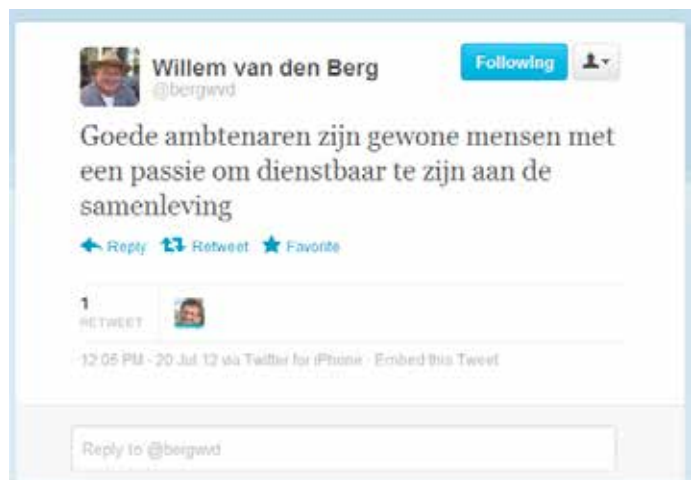 Willem van den Berg
Following
@bergwvd
Goede ambtenaren zijn gewone mensen met
een passie om dienstbaar te zijn aan de
samenleving
Reply Retweet Favorite
1
RETWEET
12:05 PM - 20 Jul 12 via Twitter for iPhone · Embed this Tweet
Reply to @bergwvd